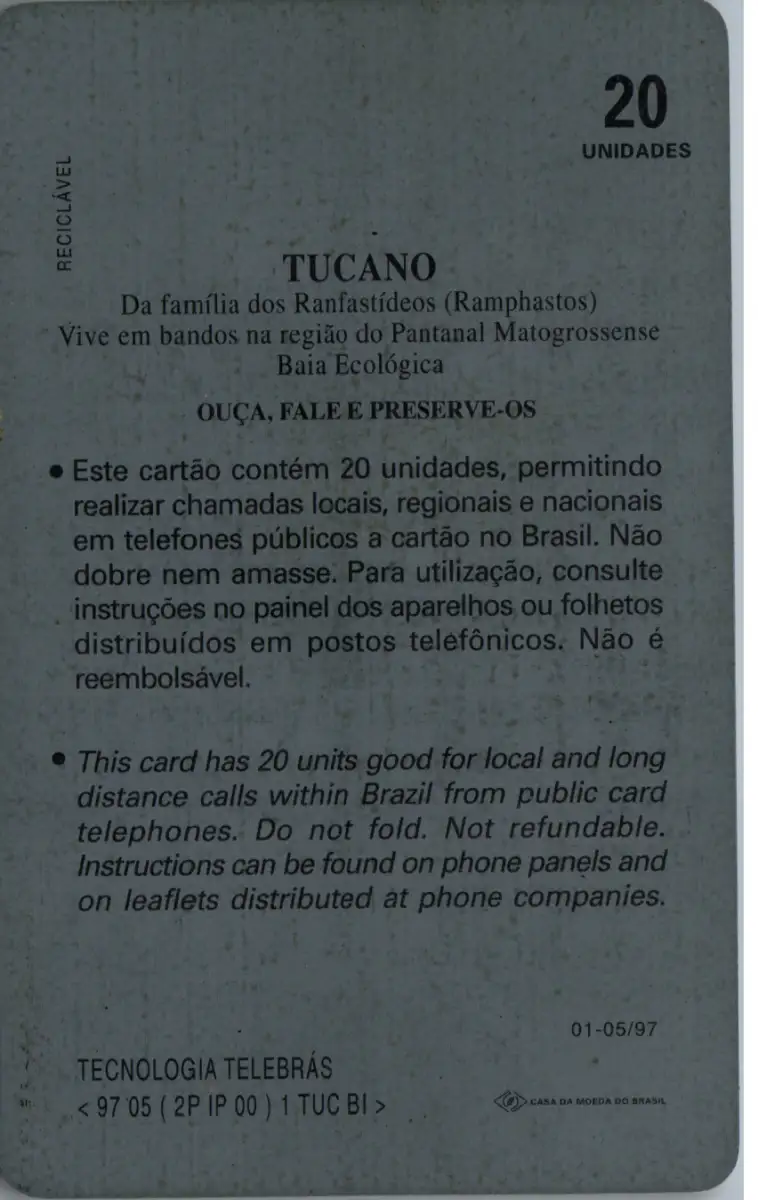 20
UNIDADES
RECICLÁVEL
TUCANO
Da família dos Ranfastídeos (Ramphastos)
Vive em bandos na região do Pantanal Matogrossense
Baia Ecológica
OUÇA, FALE E PRESERVE-OS
• Este cartão contém 20 unidades, permitindo
realizar chamadas locais, regionais e nacionais
em telefones públicos a cartão no Brasil. Não
dobre nem amasse. Para utilização, consulte
instruções no painel dos aparelhos ou folhetos
distribuídos em postos telefônicos. Não é
reembolsável.
• This card has 20 units good for local and long
distance calls within Brazil from public card
telephones. Do not fold. Not refundable.
Instructions can be found on phone panels and
on leaflets distributed at phone companies.
01-05/97
TECNOLOGIA TELEBRÁS
< 97 05 ( 2P IP 00 ) 1 TUC BI >
CASA DA MOEDA DO BRASIL